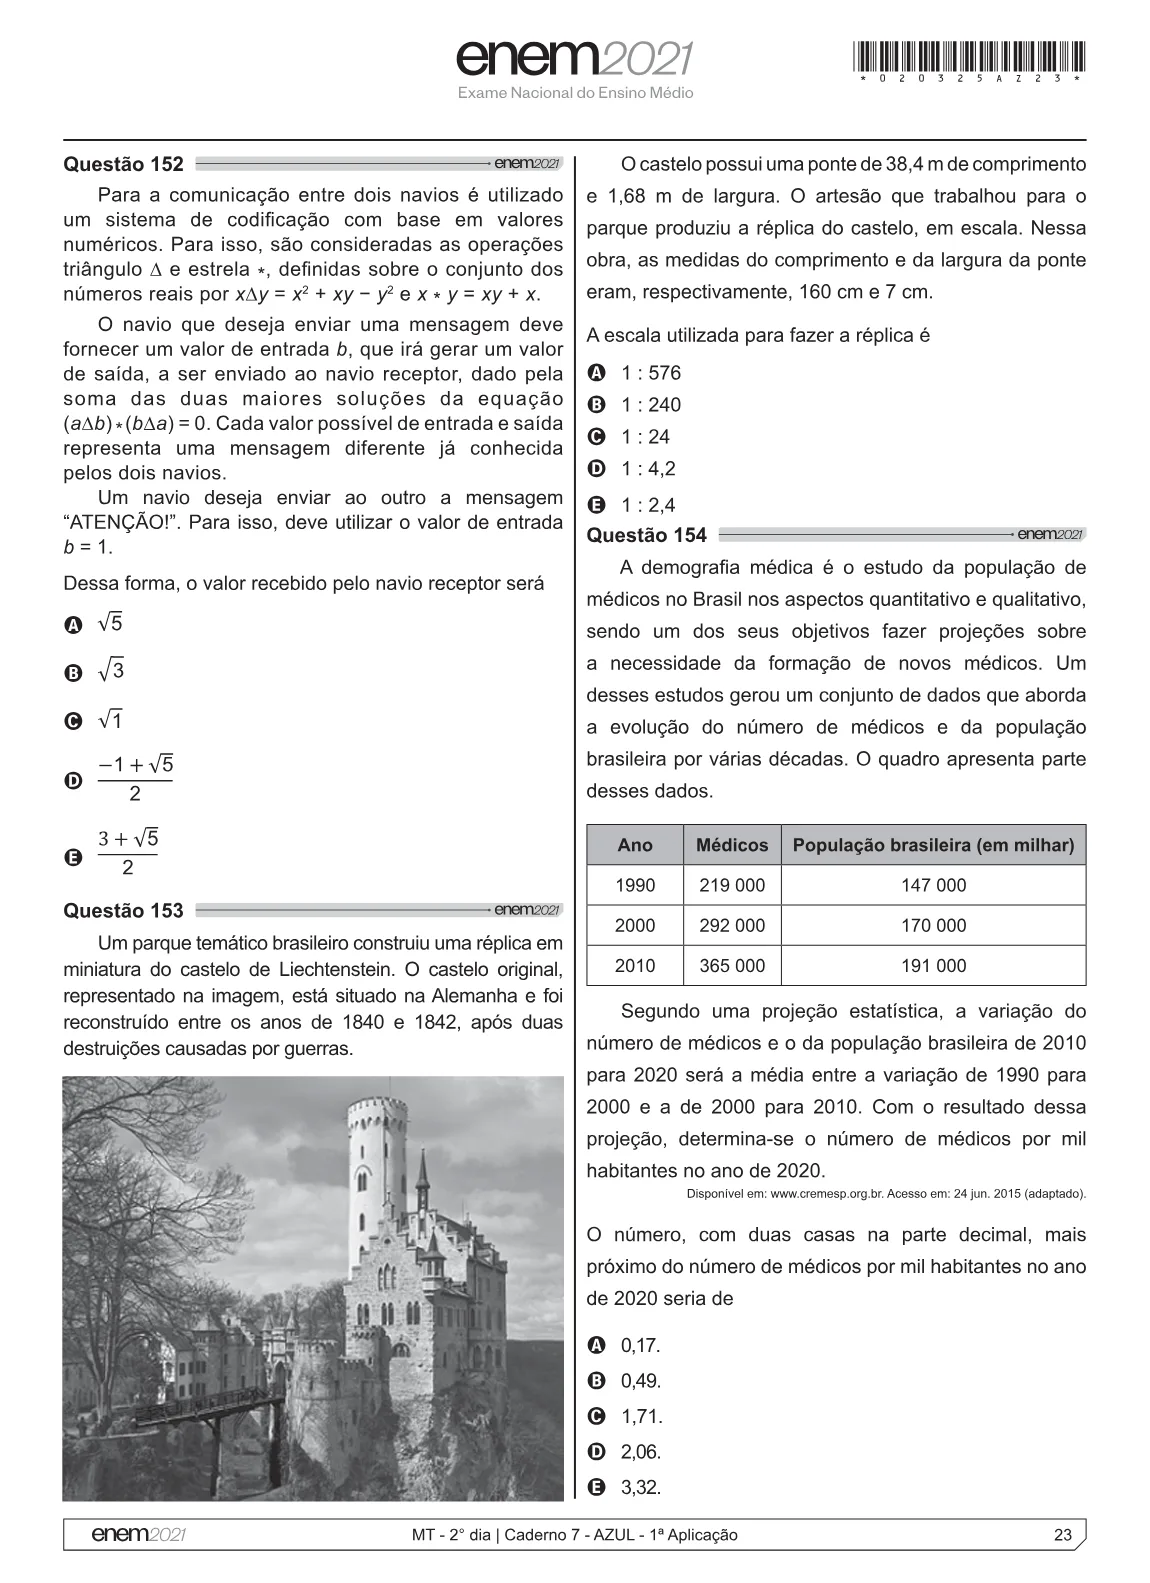 enem2021
Exame Nacional do Ensino Médio
*020325AZ23*
Questão 152 enem2021
Para a comunicação entre dois navios é utilizado
um sistema de codificação com base em valores
numéricos. Para isso, são consideradas as operações
triângulo Δ e estrela *, definidas sobre o conjunto dos
números reais por xΔy = x² + xy − y² e x * y = xy + x.
O navio que deseja enviar uma mensagem deve
fornecer um valor de entrada b, que irá gerar um valor
de saída, a ser enviado ao navio receptor, dado pela
soma das duas maiores soluções da equação
(aΔb)*(bΔa) = 0. Cada valor possível de entrada e saída
representa uma mensagem diferente já conhecida
pelos dois navios.
Um navio deseja enviar ao outro a mensagem
“ATENÇÃO!”. Para isso, deve utilizar o valor de entrada
b = 1.
Dessa forma, o valor recebido pelo navio receptor será
A √5
B √3
C √1
D (−1 + √5)/2
E (3 + √5)/2
Questão 153 enem2021
Um parque temático brasileiro construiu uma réplica em
miniatura do castelo de Liechtenstein. O castelo original,
representado na imagem, está situado na Alemanha e foi
reconstruído entre os anos de 1840 e 1842, após duas
destruições causadas por guerras.
O castelo possui uma ponte de 38,4 m de comprimento
e 1,68 m de largura. O artesão que trabalhou para o
parque produziu a réplica do castelo, em escala. Nessa
obra, as medidas do comprimento e da largura da ponte
eram, respectivamente, 160 cm e 7 cm.
A escala utilizada para fazer a réplica é
A 1 : 576
B 1 : 240
C 1 : 24
D 1 : 4,2
E 1 : 2,4
Questão 154 enem2021
A demografia médica é o estudo da população de
médicos no Brasil nos aspectos quantitativo e qualitativo,
sendo um dos seus objetivos fazer projeções sobre
a necessidade da formação de novos médicos. Um
desses estudos gerou um conjunto de dados que aborda
a evolução do número de médicos e da população
brasileira por várias décadas. O quadro apresenta parte
desses dados.
Ano Médicos População brasileira (em milhar)
1990 219 000 147 000
2000 292 000 170 000
2010 365 000 191 000
Segundo uma projeção estatística, a variação do
número de médicos e o da população brasileira de 2010
para 2020 será a média entre a variação de 1990 para
2000 e a de 2000 para 2010. Com o resultado dessa
projeção, determina-se o número de médicos por mil
habitantes no ano de 2020.
Disponível em: www.cremesp.org.br. Acesso em: 24 jun. 2015 (adaptado).
O número, com duas casas na parte decimal, mais
próximo do número de médicos por mil habitantes no ano
de 2020 seria de
A 0,17.
B 0,49.
C 1,71.
D 2,06.
E 3,32.
enem2021 MT - 2° dia | Caderno 7 - AZUL - 1ª Aplicação 23